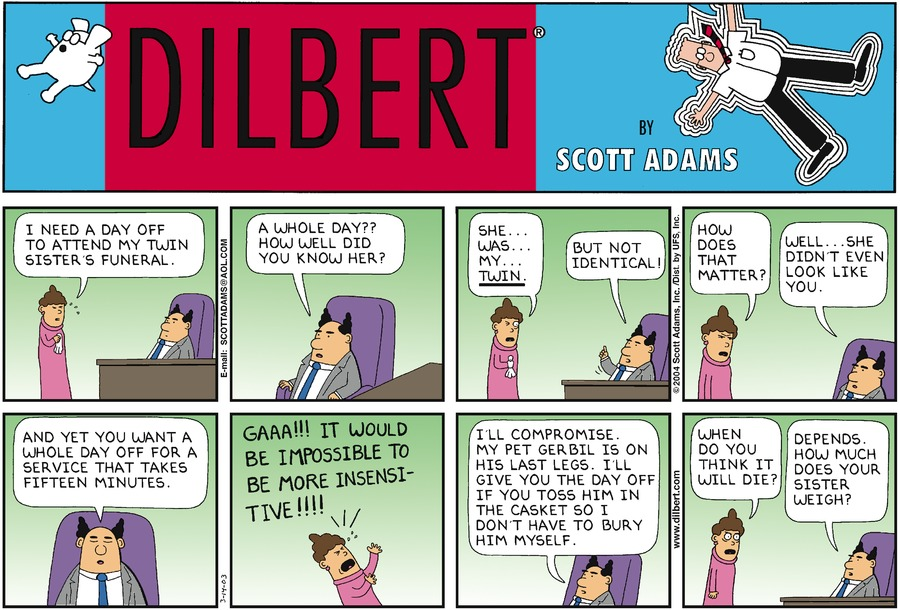 DILBERT®
BY
SCOTT ADAMS
I NEED A DAY OFF
TO ATTEND MY TWIN
SISTER'S FUNERAL.
E-mail: SCOTTADAMS@AOL.COM
A WHOLE DAY??
HOW WELL DID
YOU KNOW HER?
SHE...
WAS...
MY...
TWIN.
BUT NOT
IDENTICAL!
© 2004 Scott Adams, Inc./Dist. by UFS, Inc.
HOW
DOES
THAT
MATTER?
WELL...SHE
DIDN'T EVEN
LOOK LIKE
YOU.
AND YET YOU WANT A
WHOLE DAY OFF FOR A
SERVICE THAT TAKES
FIFTEEN MINUTES.
3-14-03
GAAA!!! IT WOULD
BE IMPOSSIBLE TO
BE MORE INSENSI-
TIVE!!!!
I'LL COMPROMISE.
MY PET GERBIL IS ON
HIS LAST LEGS. I'LL
GIVE YOU THE DAY OFF
IF YOU TOSS HIM IN
THE CASKET SO I
DON'T HAVE TO BURY
HIM MYSELF.
www.dilbert.com
WHEN
DO YOU
THINK IT
WILL DIE?
DEPENDS.
HOW MUCH
DOES YOUR
SISTER
WEIGH?